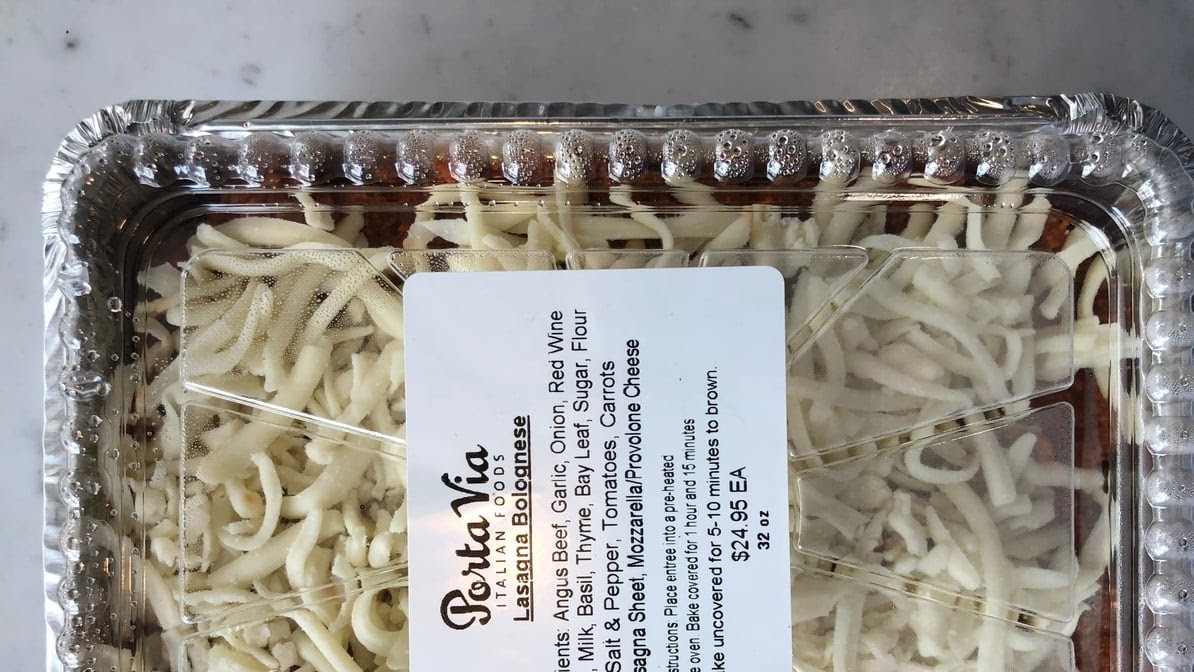 Porta Via
ITALIAN FOODS
Lasagna Bolognese
ients: Angus Beef, Garlic, Onion, Red Wine
, Milk, Basil, Thyme, Bay Leaf, Sugar, Flour
Salt & Pepper, Tomatoes, Carrots
sagna Sheet, Mozzarella/Provolone Cheese
structions: Place entree into a pre-heated
e oven. Bake covered for 1 hour and 15 minutes
ke uncovered for 5-10 minutes to brown.
$24.95 EA
32 oz